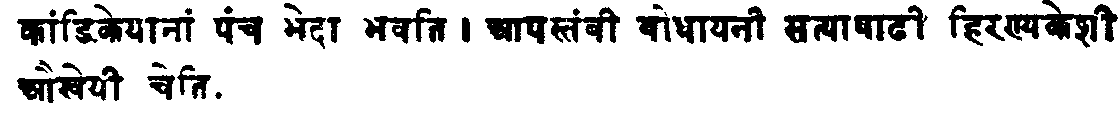 कांडिकेयानां पंच भेदा भवति । आपस्तंबी बोधायनी सत्याषाढी हिरण्यकेशी
औखेयी चेति.